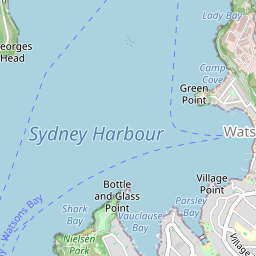 Lady Bay
Georges
Head
Camp
Cove
Green
Point
Sydney Harbour
Wats
Village
Point
Bottle
and Glass
Point
Parsley Bay
Shark
Bay
Vaucluse
Bay
Watsons Bay
Nielsen
Park
Village